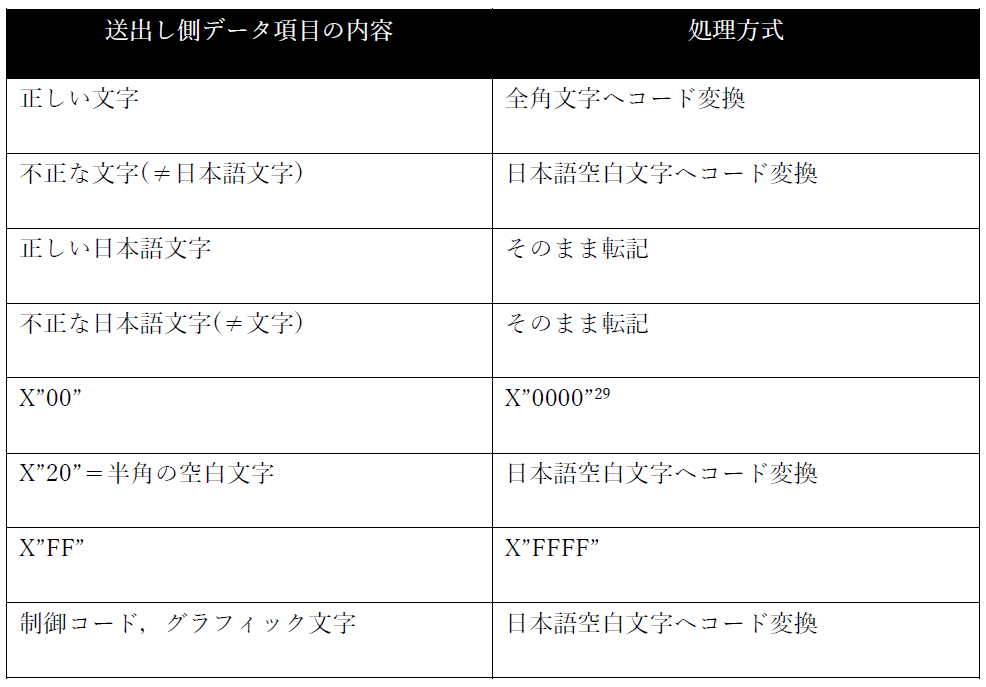 送出し側データ項目の内容 処理方式
正しい文字 全角文字へコード変換
不正な文字(≠日本語文字) 日本語空白文字へコード変換
正しい日本語文字 そのまま転記
不正な日本語文字(≠文字) そのまま転記
X”00” X”0000”29
X”20”＝半角の空白文字 日本語空白文字へコード変換
X”FF” X”FFFF”
制御コード，グラフィック文字 日本語空白文字へコード変換